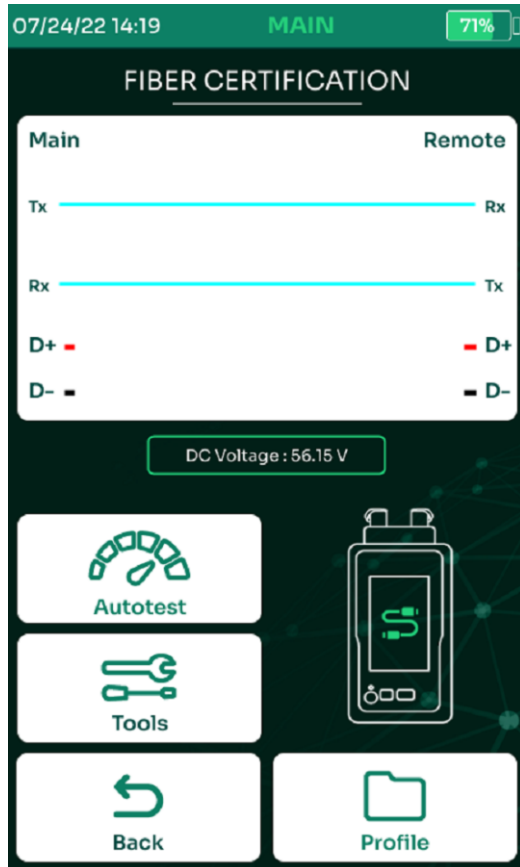 07/24/22 14:19 MAIN 71%
FIBER CERTIFICATION
Main Remote
Tx Rx
Rx Tx
D+ D+
D- D-
DC Voltage : 56.15 V
Autotest
Tools
Back Profile